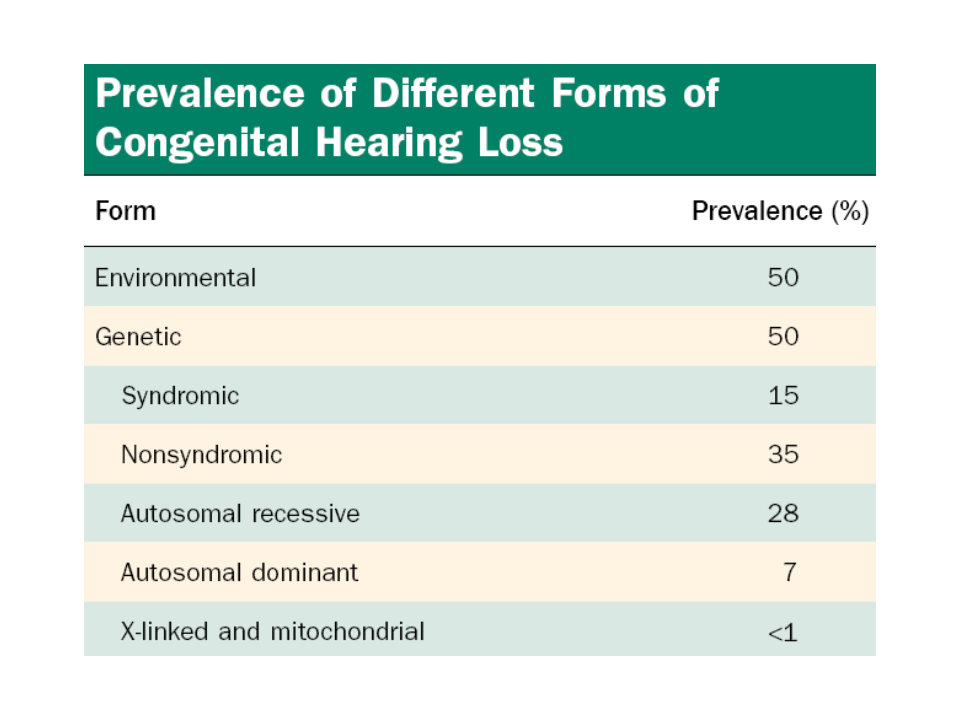 Prevalence of Different Forms of
Congenital Hearing Loss
Form Prevalence (%)
Environmental 50
Genetic 50
Syndromic 15
Nonsyndromic 35
Autosomal recessive 28
Autosomal dominant 7
X-linked and mitochondrial <1